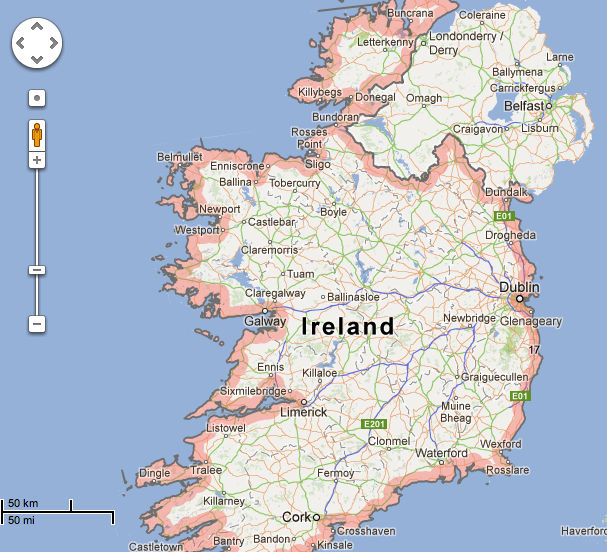 Buncrana
Coleraine
Londonderry /
Derry
Letterkenny
Larne
Ballymena
Carrickfergus
Killybegs
Donegal
Omagh
Belfast
Bundoran
Craigavon
Lisburn
Rosses
Point
Sligo
Belmullet
Enniscrone
Ballina
Tobercurry
Dundalk
Newport
Boyle
E01
Westport
Castlebar
Drogheda
Claremorris
Tuam
Dublin
Claregalway
Ballinasloe
Galway
Ireland
Newbridge
Glenageary
17
Ennis
Killaloe
Graiguecullen
Sixmilebridge
E01
Limerick
Muine
Bheag
Listowel
E201
Clonmel
Wexford
Waterford
Rosslare
Dingle
Tralee
Fermoy
Killarney
50 km
50 mi
Cork
Crosshaven
Haverford
Castletown
Bantry
Bandon
Kinsale